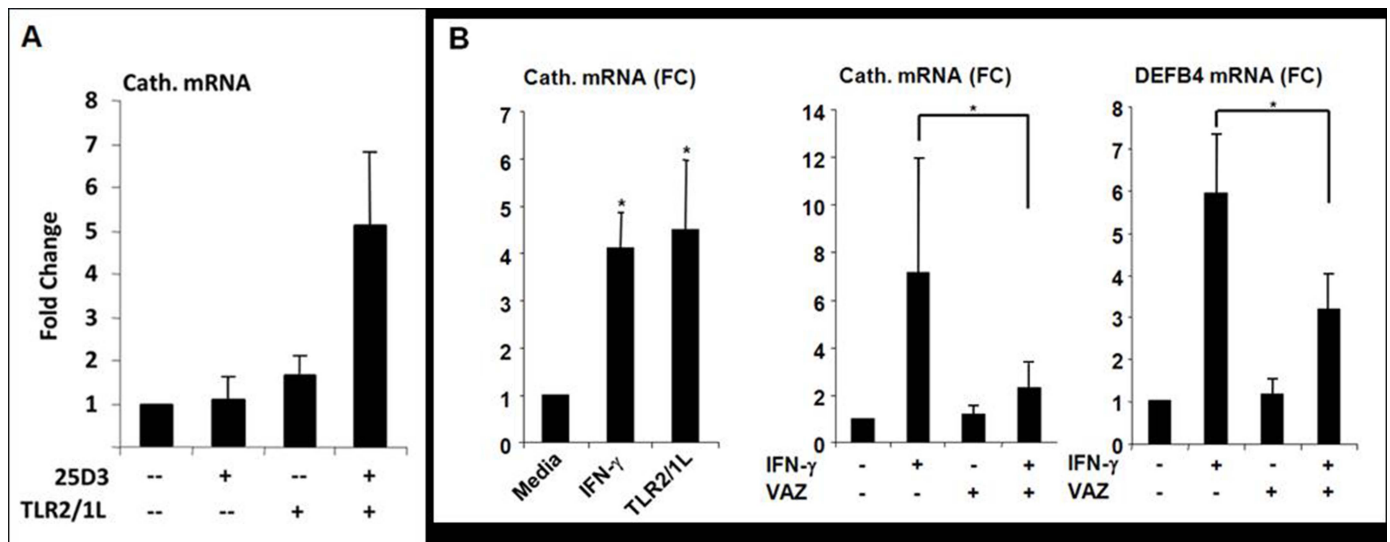 A
Cath. mRNA
Fold Change
8
7
6
5
4
3
2
1
25D3 -- + -- +
TLR2/1L -- -- + +
B
Cath. mRNA (FC)
7
6
5
4
3
2
1
0
* *
Media IFN-γ TLR2/1L
Cath. mRNA (FC)
14
12
10
8
6
4
2
0
*
IFN-γ - + - +
VAZ - - + +
DEFB4 mRNA (FC)
8
7
6
5
4
3
2
1
0
*
IFN-γ - + - +
VAZ - - + +